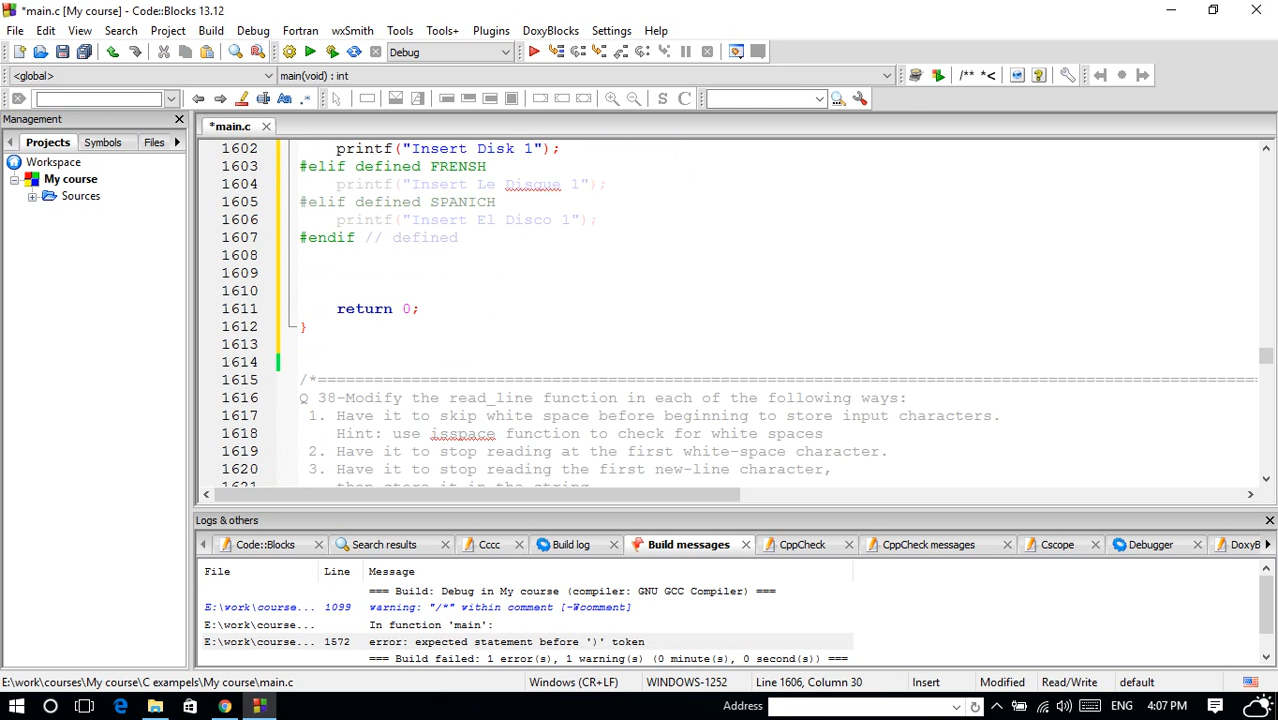 *main.c [My course] - Code::Blocks 13.12
File Edit View Search Project Build Debug Fortran wxSmith Tools Tools+ Plugins DoxyBlocks Settings Help
Debug
<global> main(void) : int /** *<
S C
Management *main.c
Projects Symbols Files
Workspace
My course
Sources
1602 printf("Insert Disk 1");
1603 #elif defined FRENSH
1604 printf("Insert Le Disque 1");
1605 #elif defined SPANICH
1606 printf("Insert El Disco 1");
1607 #endif // defined
1608
1609
1610
1611 return 0;
1612 }
1613
1614
1615 /*==========================================================================================================
1616 Q 38-Modify the read_line function in each of the following ways:
1617 1. Have it to skip white space before beginning to store input characters.
1618 Hint: use isspace function to check for white spaces
1619 2. Have it to stop reading at the first white-space character.
1620 3. Have it to stop reading the first new-line character,
1621 then store it in the string
Logs & others
Code::Blocks Search results Cccc Build log Build messages CppCheck CppCheck messages Cscope Debugger DoxyB
File Line Message
=== Build: Debug in My course (compiler: GNU GCC Compiler) ===
E:\work\course... 1099 warning: "/*" within comment [-Wcomment]
E:\work\course... In function 'main':
E:\work\course... 1572 error: expected statement before ')' token
=== Build failed: 1 error(s), 1 warning(s) (0 minute(s), 0 second(s)) ===
E:\work\courses\My course\C exampels\My course\main.c Windows (CR+LF) WINDOWS-1252 Line 1606, Column 30 Insert Modified Read/Write default
Address ENG 4:07 PM